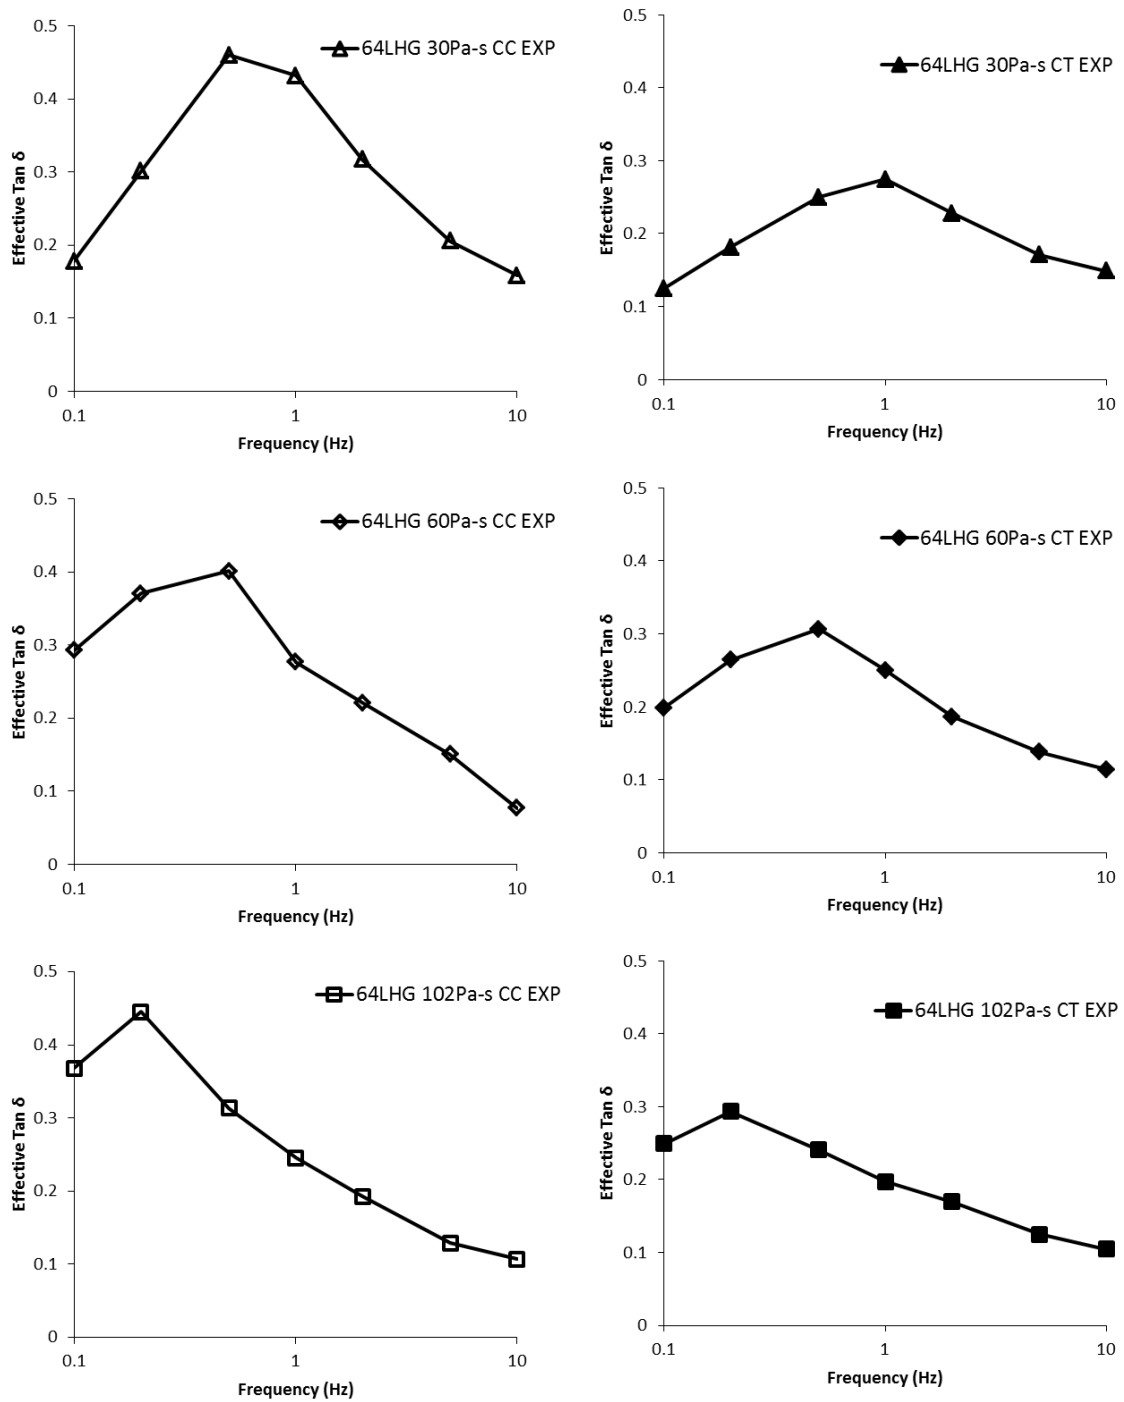 0.5
0.4
0.3
0.2
0.1
0
0.1 1 10
Effective Tan δ
Frequency (Hz)
64LHG 30Pa-s CC EXP
0.5
0.4
0.3
0.2
0.1
0
0.1 1 10
Effective Tan δ
Frequency (Hz)
64LHG 30Pa-s CT EXP
0.5
0.4
0.3
0.2
0.1
0
0.1 1 10
Effective Tan δ
Frequency (Hz)
64LHG 60Pa-s CC EXP
0.5
0.4
0.3
0.2
0.1
0
0.1 1 10
Effective Tan δ
Frequency (Hz)
64LHG 60Pa-s CT EXP
0.5
0.4
0.3
0.2
0.1
0
0.1 1 10
Effective Tan δ
Frequency (Hz)
64LHG 102Pa-s CC EXP
0.5
0.4
0.3
0.2
0.1
0
0.1 1 10
Effective Tan δ
Frequency (Hz)
64LHG 102Pa-s CT EXP